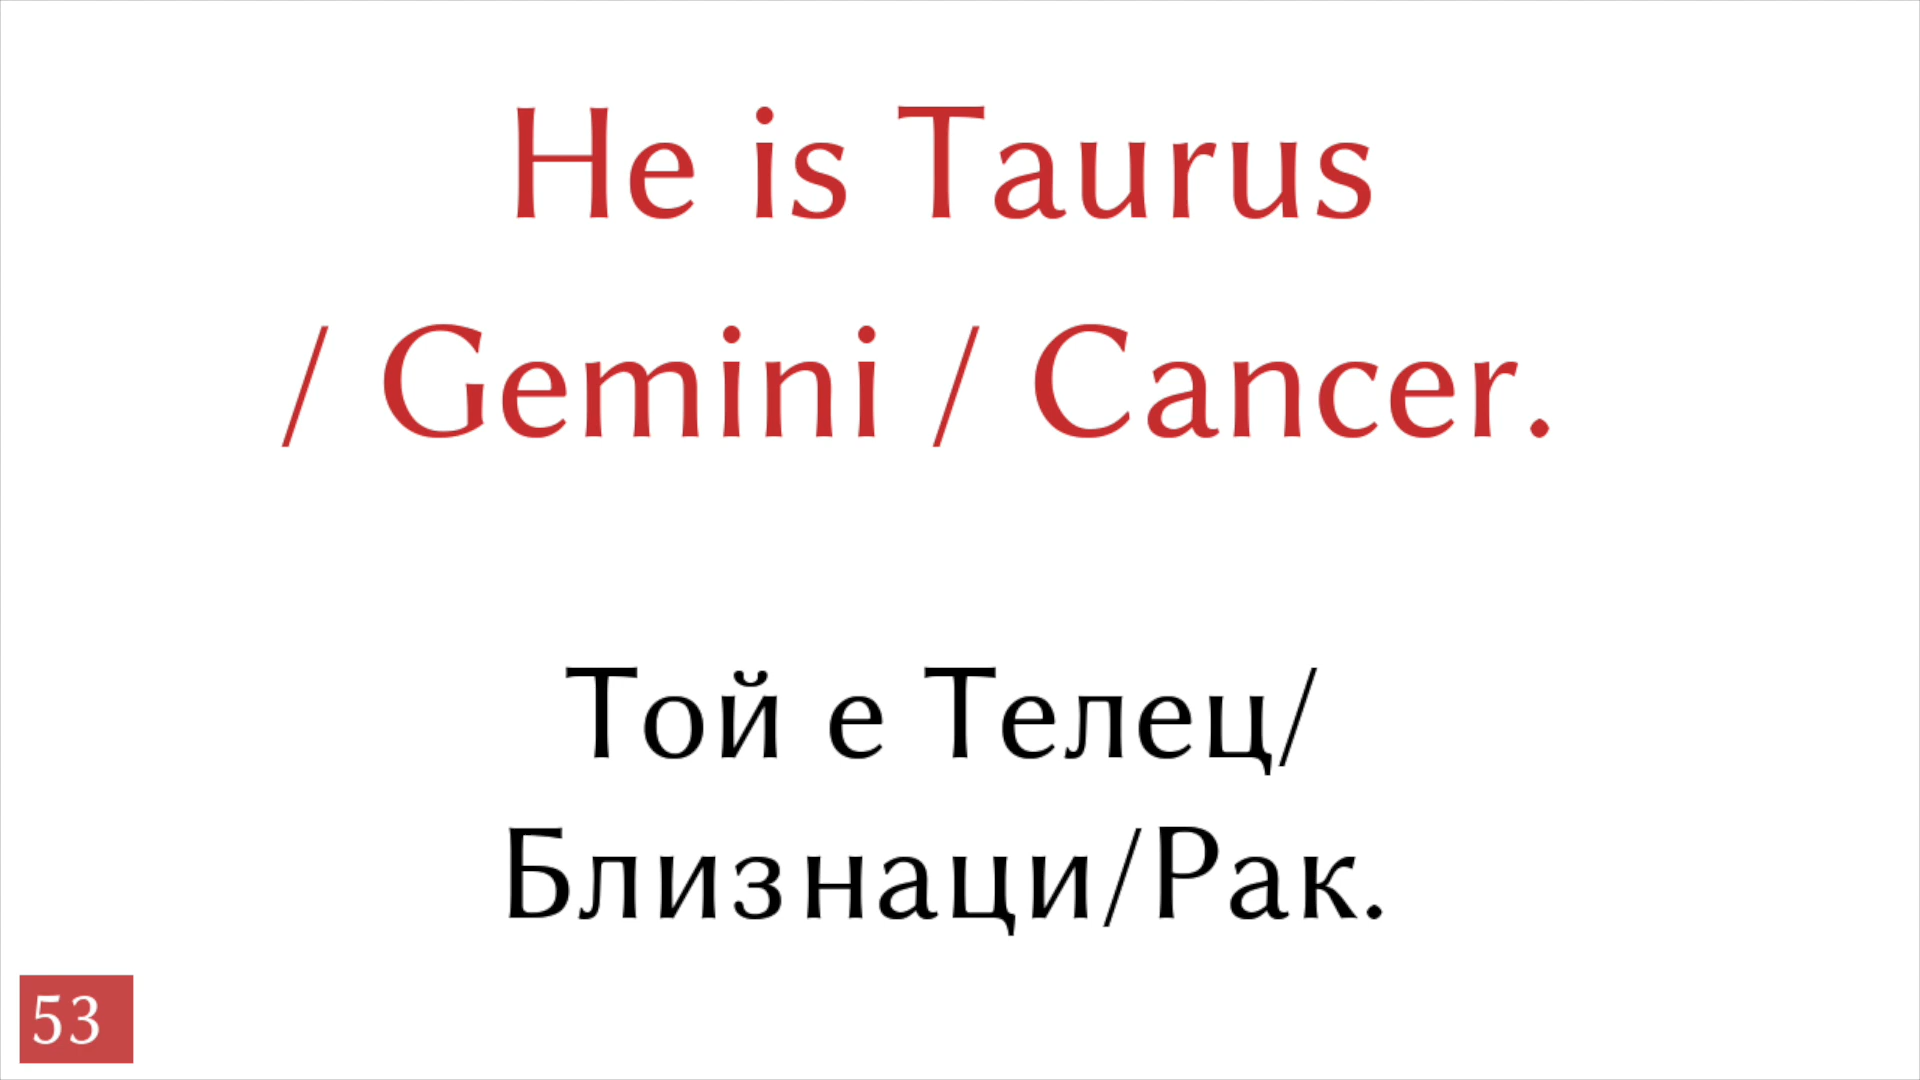 He is Taurus
/ Gemini / Cancer.
Той е Телец/
Близнаци/Рак.
53